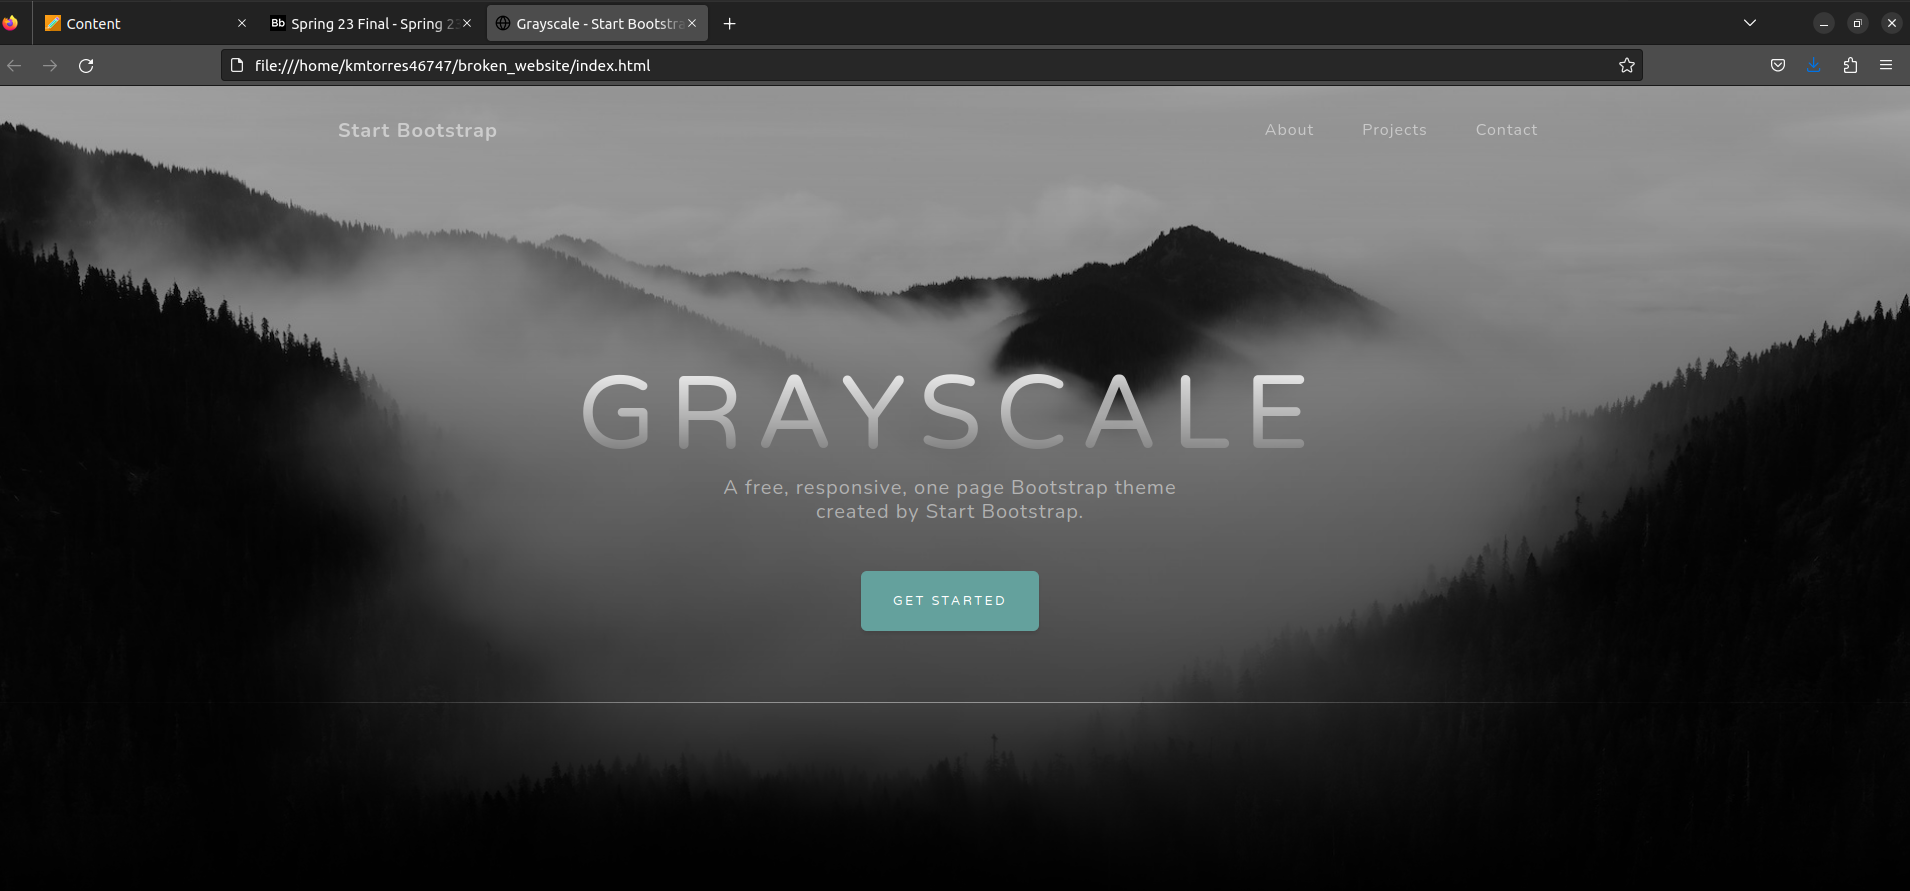 Content
Bb Spring 23 Final - Spring 23
Grayscale - Start Bootstra
file:///home/kmtorres46747/broken_website/index.html
Start Bootstrap
About Projects Contact
GRAYSCALE
A free, responsive, one page Bootstrap theme
created by Start Bootstrap.
GET STARTED